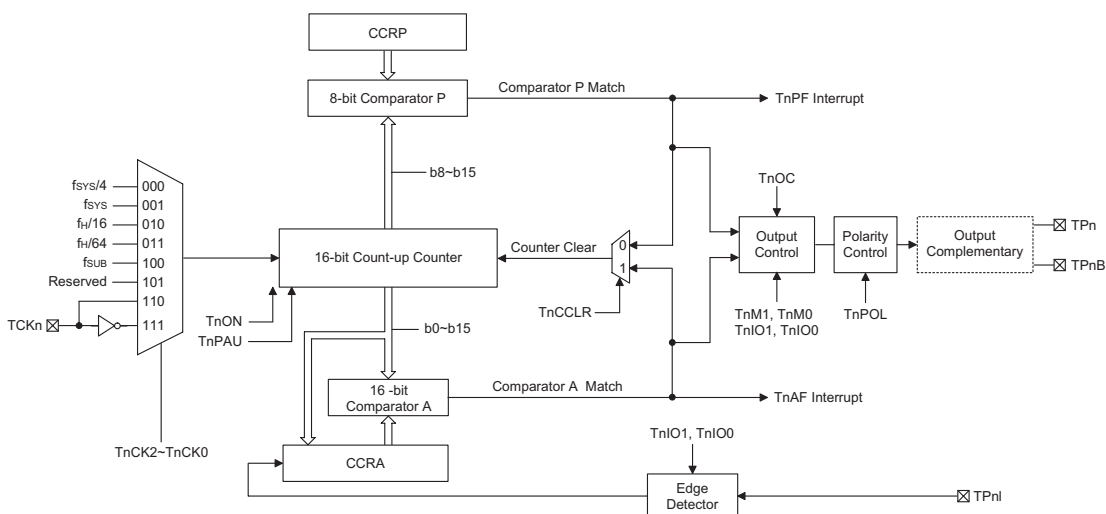 CCRP
8-bit Comparator P
Comparator P Match
TnPF Interrupt
b8~b15
fSYS/4
000
fSYS
001
fH/16
010
fH/64
011
fSUB
100
Reserved
101
110
TCKn
111
TnCK2~TnCK0
16-bit Count-up Counter
Counter Clear
0
1
TnCCLR
TnON
TnPAU
b0~b15
TnOC
Output
Control
TnM1, TnM0
TnIO1, TnIO0
Polarity
Control
TnPOL
Output
Complementary
TPn
TPnB
16 -bit
Comparator A
Comparator A Match
TnAF Interrupt
CCRA
TnIO1, TnIO0
Edge
Detector
TPnI